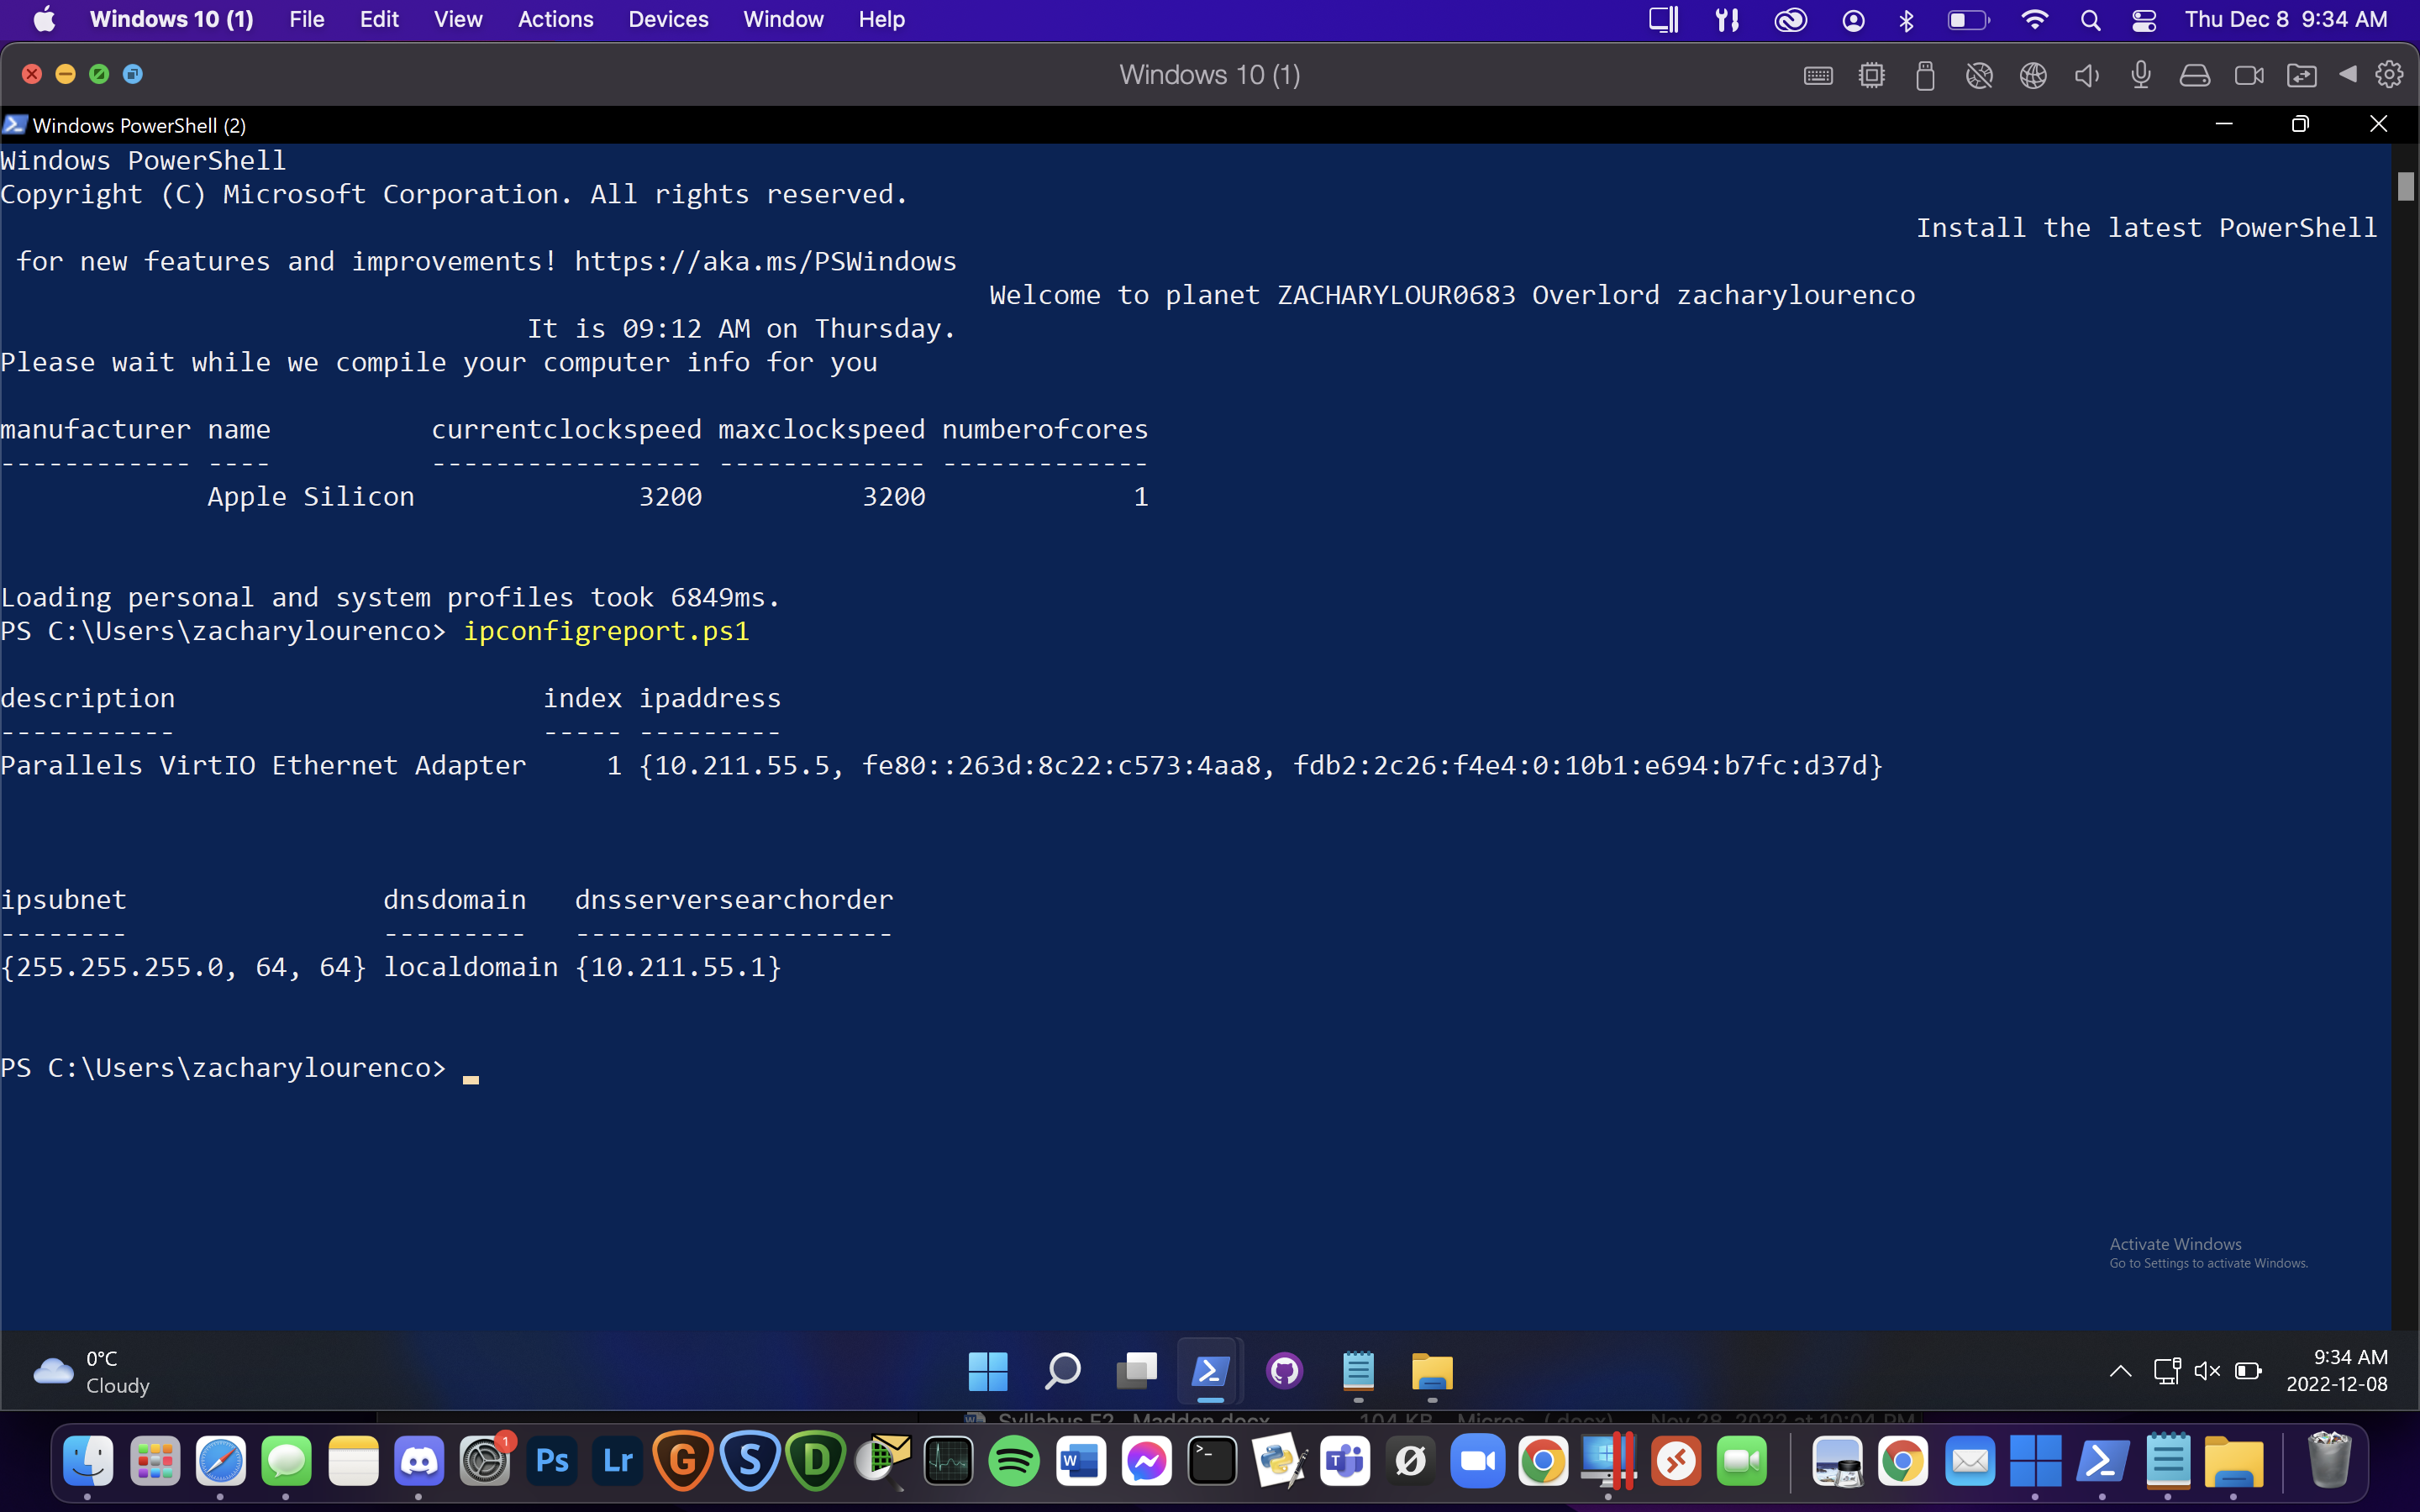 Windows 10 (1) File Edit View Actions Devices Window Help Thu Dec 8 9:34 AM
Windows 10 (1)
Windows PowerShell (2)
Windows PowerShell
Copyright (C) Microsoft Corporation. All rights reserved.
Install the latest PowerShell
for new features and improvements! https://aka.ms/PSWindows
Welcome to planet ZACHARYLOUR0683 Overlord zacharylourenco
It is 09:12 AM on Thursday.
Please wait while we compile your computer info for you
manufacturer name currentclockspeed maxclockspeed numberofcores
------------ ---- ----------------- ------------- -------------
Apple Silicon 3200 3200 1
Loading personal and system profiles took 6849ms.
PS C:\Users\zacharylourenco> ipconfigreport.ps1
description index ipaddress
----------- ----- ---------
Parallels VirtIO Ethernet Adapter 1 {10.211.55.5, fe80::263d:8c22:c573:4aa8, fdb2:2c26:f4e4:0:10b1:e694:b7fc:d37d}
ipsubnet dnsdomain dnsserversearchorder
-------- --------- --------------------
{255.255.255.0, 64, 64} localdomain {10.211.55.1}
PS C:\Users\zacharylourenco>
Activate Windows
Go to Settings to activate Windows.
0°C
Cloudy
9:34 AM
2022-12-08
Syllabus F2 Madden.docx 104 KB Micros (.docx) Nov 28, 2022 at 10:04 PM
1
Ps Lr G S D W T